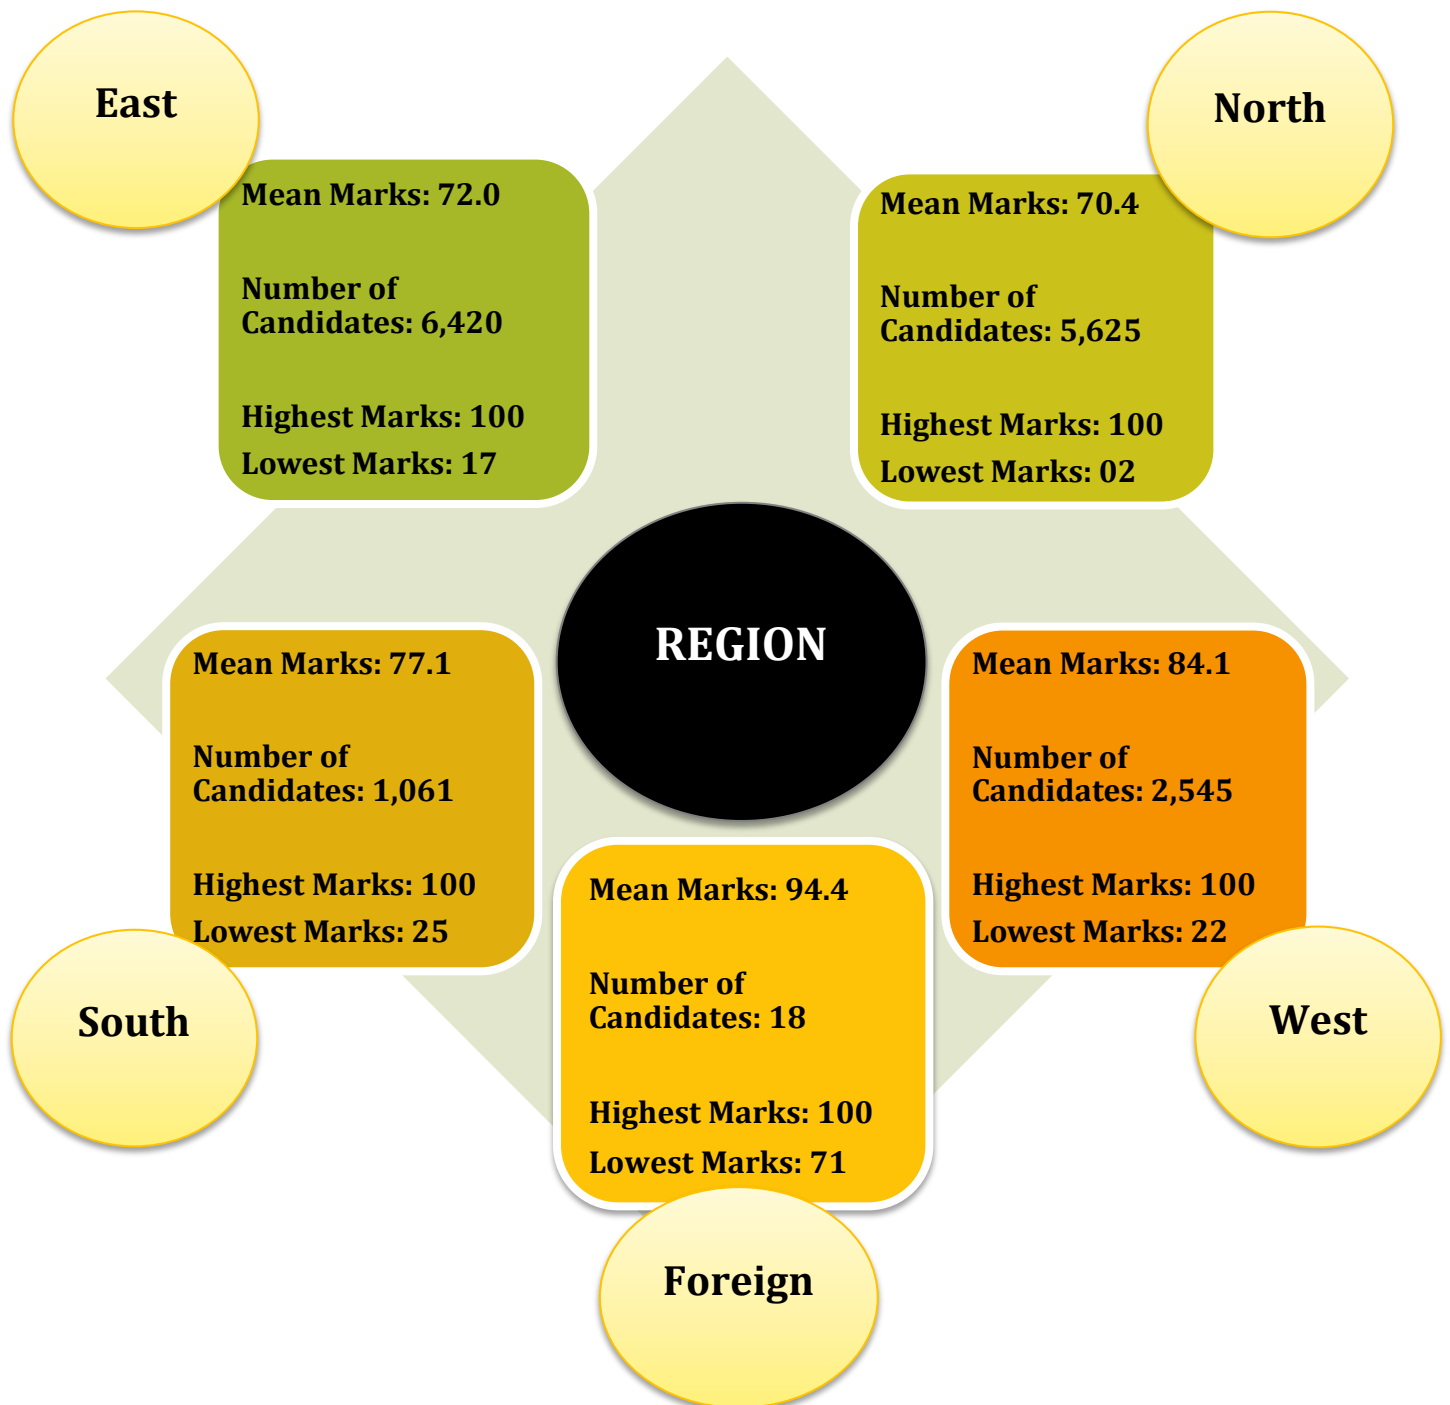 East
Mean Marks: 72.0
Number of
Candidates: 6,420
Highest Marks: 100
Lowest Marks: 17
North
Mean Marks: 70.4
Number of
Candidates: 5,625
Highest Marks: 100
Lowest Marks: 02
REGION
Mean Marks: 77.1
Number of
Candidates: 1,061
Highest Marks: 100
Lowest Marks: 25
South
Mean Marks: 84.1
Number of
Candidates: 2,545
Highest Marks: 100
Lowest Marks: 22
West
Mean Marks: 94.4
Number of
Candidates: 18
Highest Marks: 100
Lowest Marks: 71
Foreign